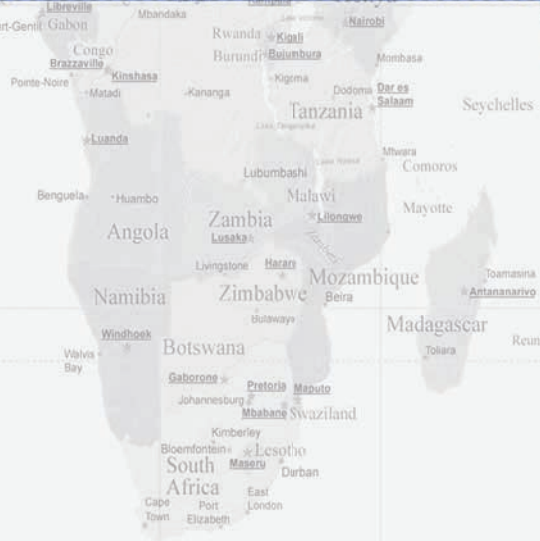 Libreville
Mbandaka
Gabon
Nairobi
Rwanda
Kigali
Congo
Burundi
Bujumbura
Brazzaville
Mombasa
Kinshasa
Pointe-Noire
Kigoma
Matadi
Kananga
Dodoma
Dar es
Salaam
Tanzania
Seychelles
Luanda
Mtwara
Comoros
Lubumbashi
Malawi
Benguela
Huambo
Mayotte
Zambia
Lilongwe
Angola
Lusaka
Livingstone
Harare
Mozambique
Toamasina
Namibia
Zimbabwe
Beira
Antananarivo
Bulawayo
Madagascar
Windhoek
Botswana
Walvis
Bay
Toliara
Gaborone
Pretoria
Maputo
Johannesburg
Mbabane
Swaziland
Kimberley
Bloemfontein
Lesotho
South
Africa
Maseru
Durban
Cape
Town
Port
Elizabeth
East
London